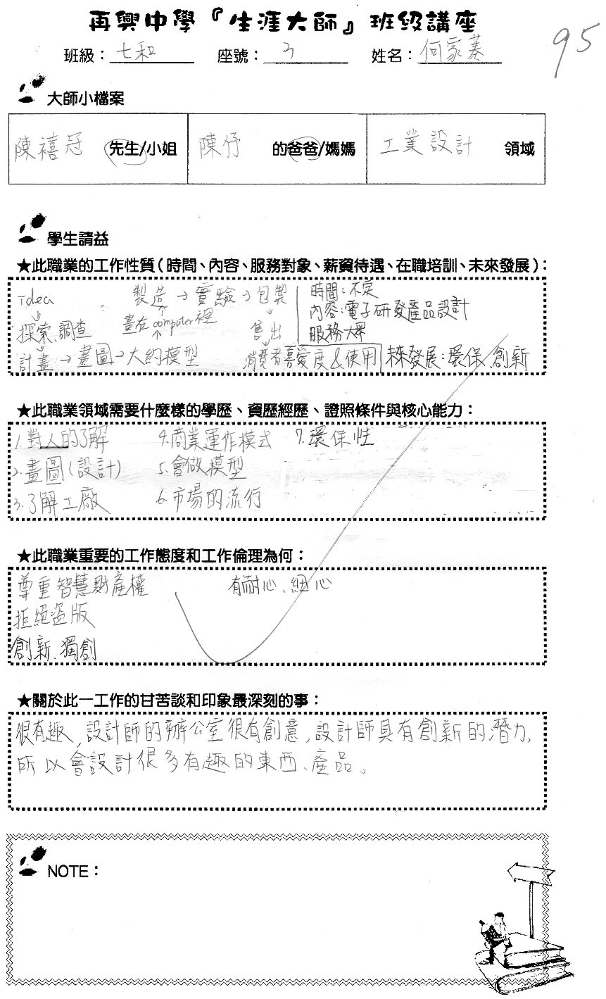 再興中學『生涯大師』班級講座
95
班級：七和 座號：3 姓名：何家蓁
大師小檔案
陳禧冠 先生/小姐 陳伃 的爸爸/媽媽 工業設計 領域
學生請益
★此職業的工作性質（時間、內容、服務對象、薪資待遇、在職培訓、未來發展）：
Idea 製造→實驗→包製 時間：不定
探索、調查 畫在computer裡 售出 內容：電子研發產品設計
服務大眾
計畫→畫圖→大約模型 消費者喜愛度&使用 未來發展：環保、創新
★此職業領域需要什麼樣的學歷、資歷經歷、證照條件與核心能力：
1.對人的了解 4.商業運作模式 7.環保性
2.畫圖(設計) 5.會做模型
3.了解工廠 6.市場的流行
★此職業重要的工作態度和工作倫理為何：
尊重智慧財產權 有耐心、細心
拒絕盜版
創新、獨創
★關於此一工作的甘苦談和印象最深刻的事：
很有趣，設計師的辦公室很有創意，設計師具有創新的潛力，
所以會設計很多有趣的東西、產品。
NOTE：